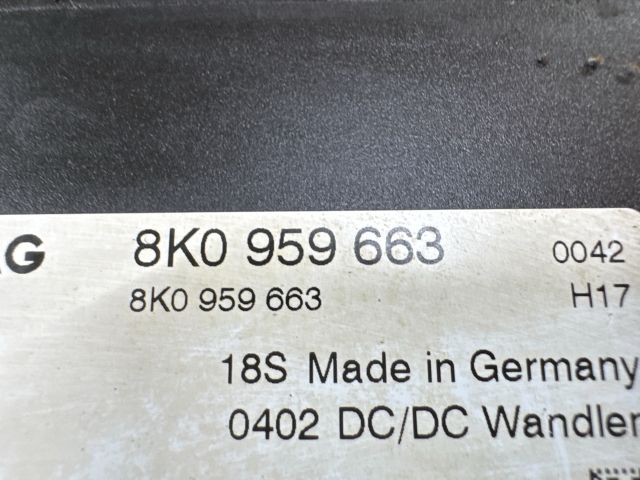 AG 8K0 959 663 0042
8K0 959 663 H17
18S Made in Germany
0402 DC/DC Wandler